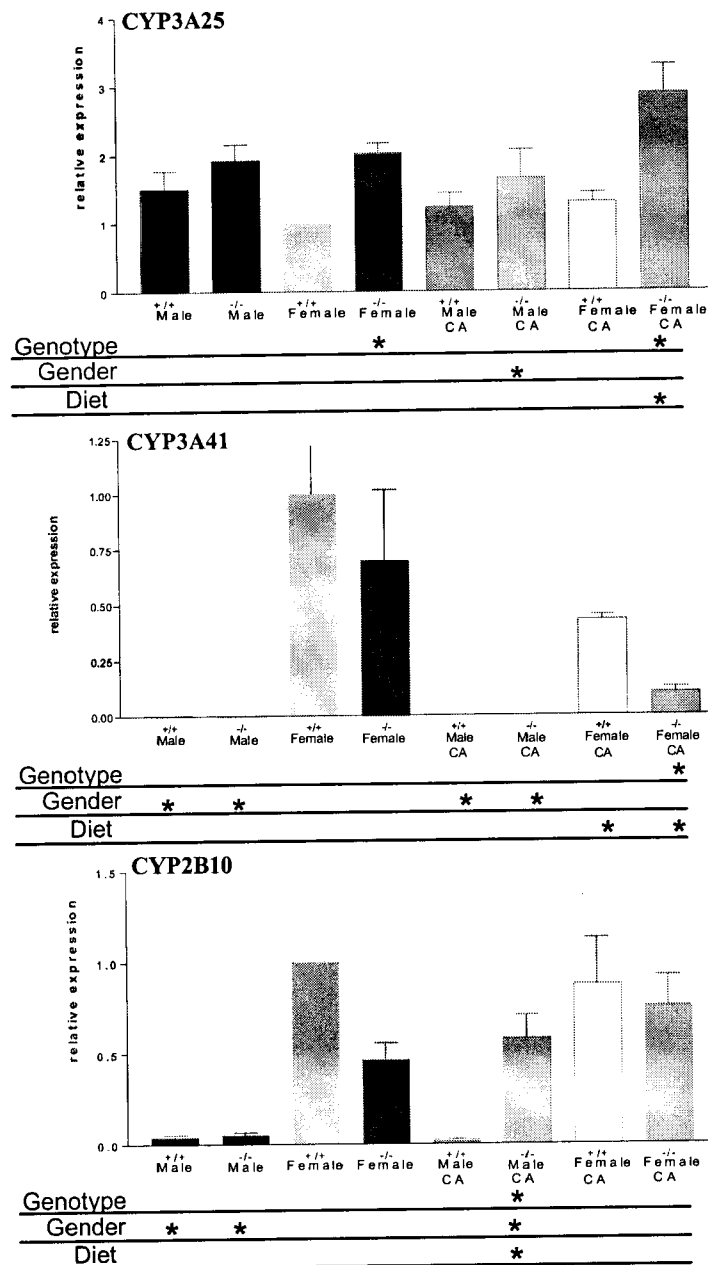 CYP3A25
relative expression
4
3
2
1
0
+/+ -/- +/+ -/- +/+ -/- +/+ -/-
Male Male Female Female Male Male Female Female
CA CA CA CA
Genotype * *
Gender *
Diet *
CYP3A41
relative expression
1.25
1.00
0.75
0.50
0.25
0.00
+/+ -/- +/+ -/- +/+ -/- +/+ -/-
Male Male Female Female Male Male Female Female
CA CA CA CA
Genotype *
Gender * * * *
Diet * *
CYP2B10
relative expression
1.5
1.0
0.5
0.0
+/+ -/- +/+ -/- +/+ -/- +/+ -/-
Male Male Female Female Male Male Female Female
CA CA CA CA
Genotype *
Gender * * *
Diet *